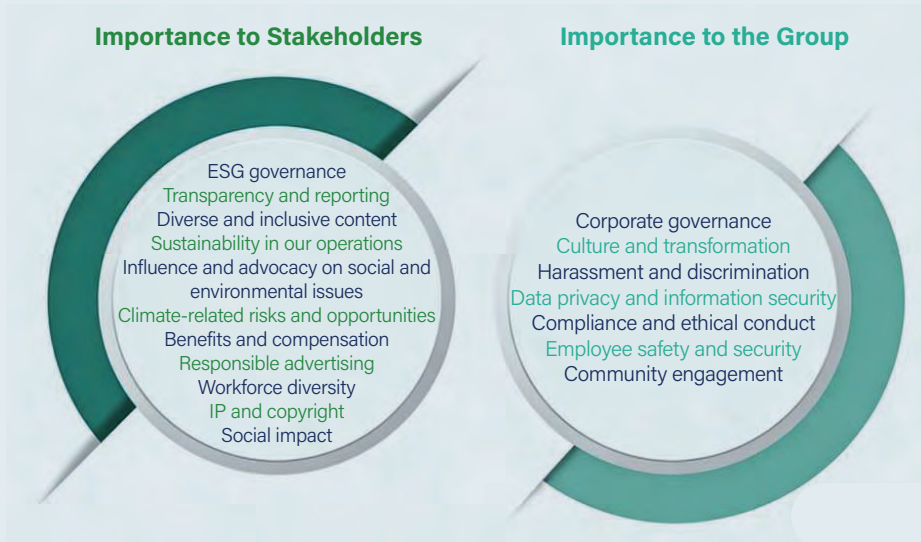 Importance to Stakeholders
ESG governance
Transparency and reporting
Diverse and inclusive content
Sustainability in our operations
Influence and advocacy on social and
environmental issues
Climate-related risks and opportunities
Benefits and compensation
Responsible advertising
Workforce diversity
IP and copyright
Social impact
Importance to the Group
Corporate governance
Culture and transformation
Harassment and discrimination
Data privacy and information security
Compliance and ethical conduct
Employee safety and security
Community engagement